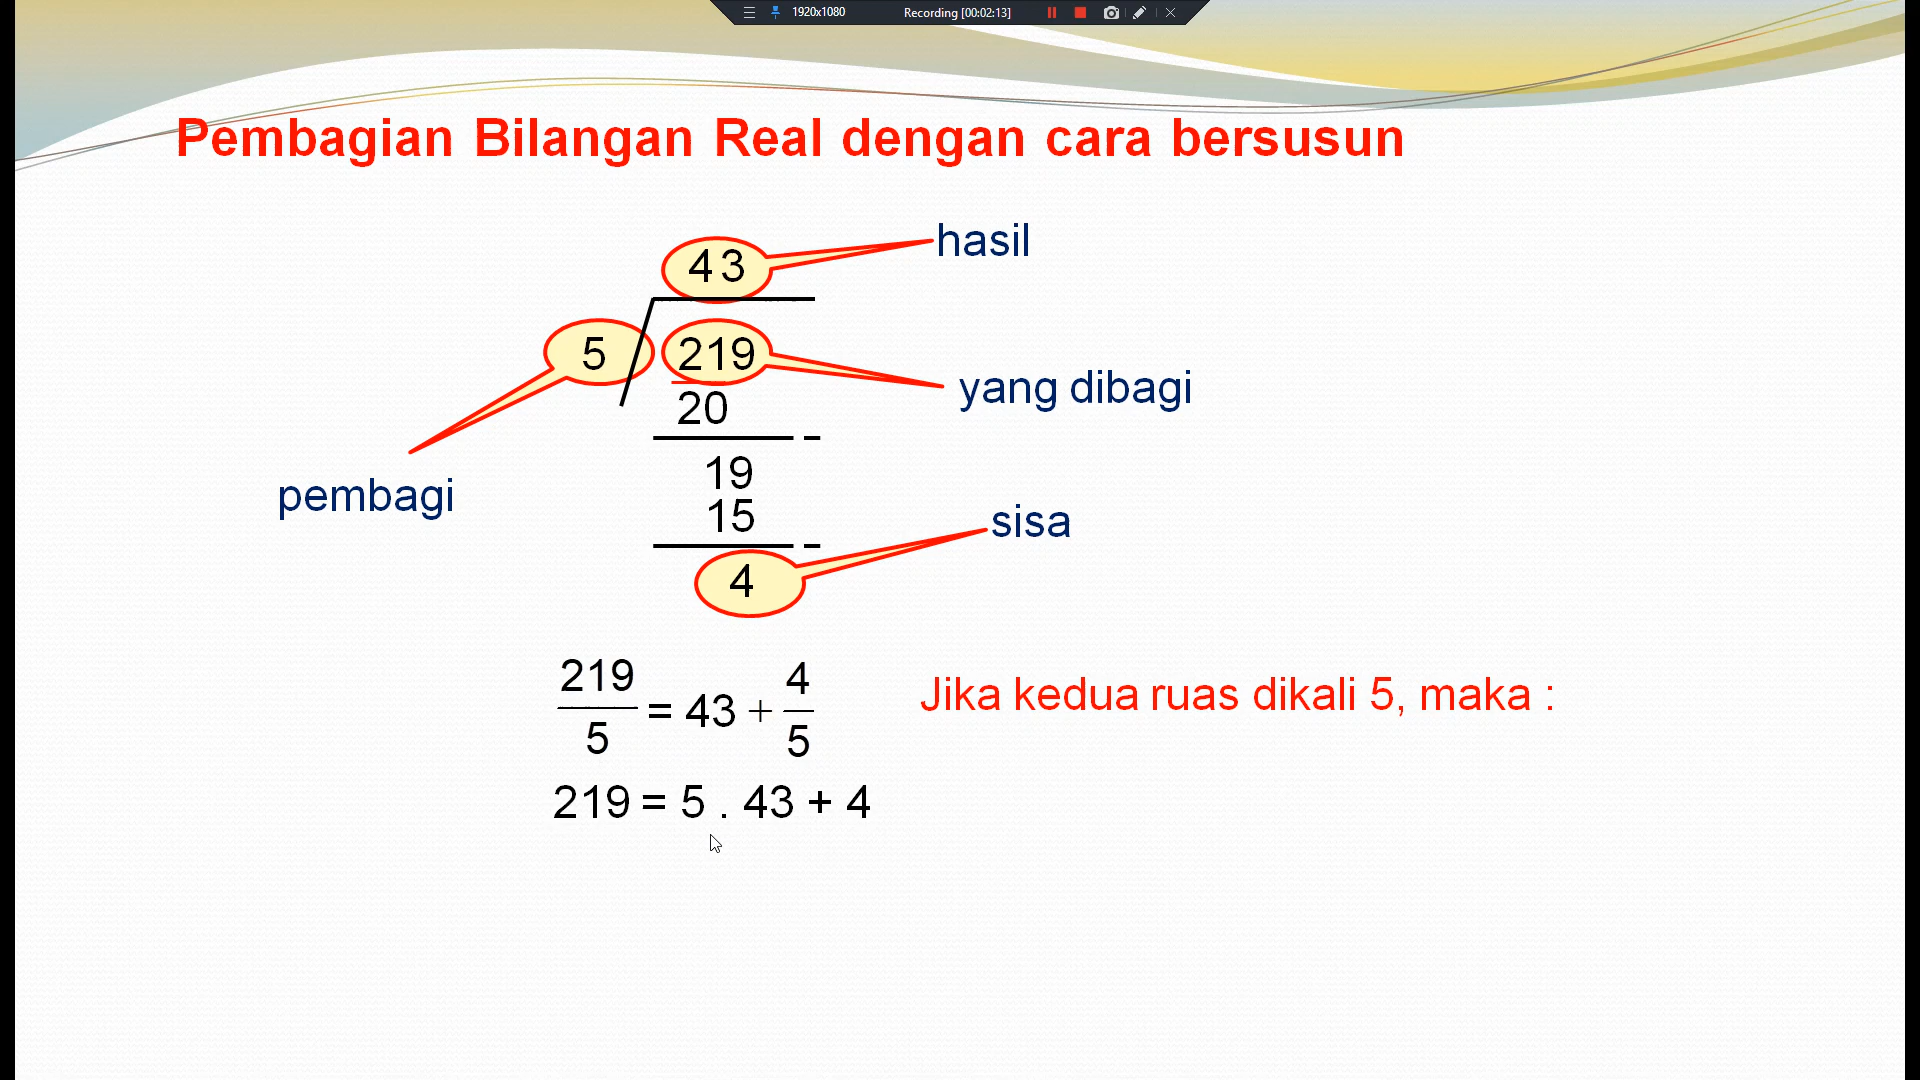 1920x1080 Recording [00:02:13]
Pembagian Bilangan Real dengan cara bersusun
43 hasil
5 219 yang dibagi
20
-
19
pembagi
15 sisa
-
4
219/5 = 43 + 4/5 Jika kedua ruas dikali 5, maka :
219 = 5 . 43 + 4